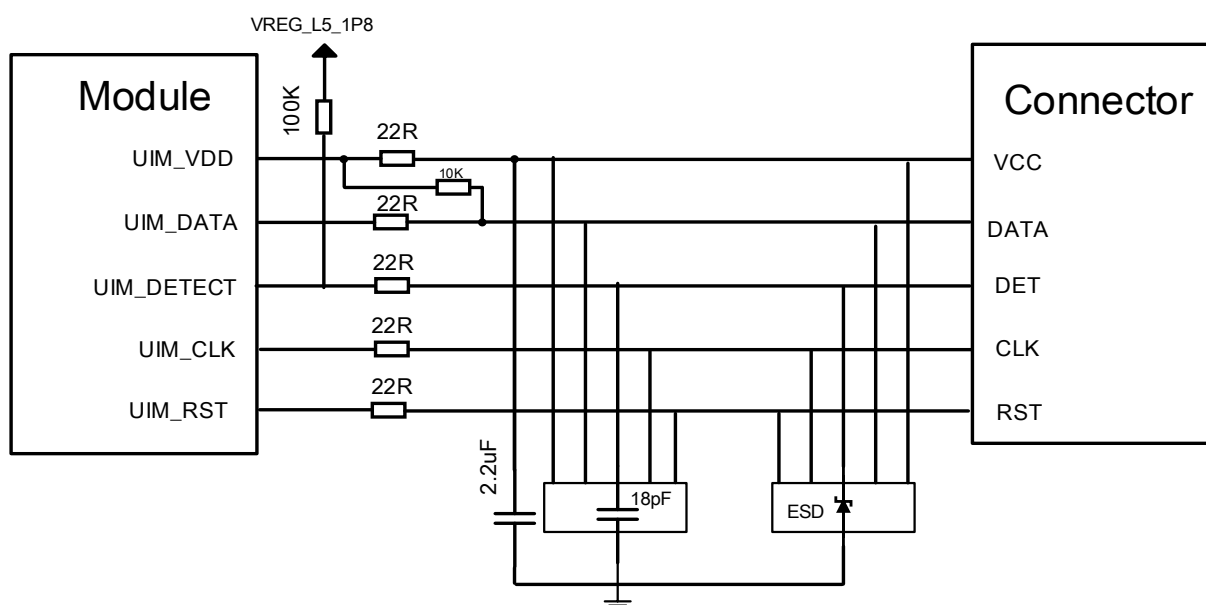 VREG_L5_1P8
Module
Connector
100K
22R
UIM_VDD
VCC
10K
22R
UIM_DATA
DATA
22R
UIM_DETECT
DET
22R
UIM_CLK
CLK
22R
UIM_RST
RST
2.2uF
18pF
ESD